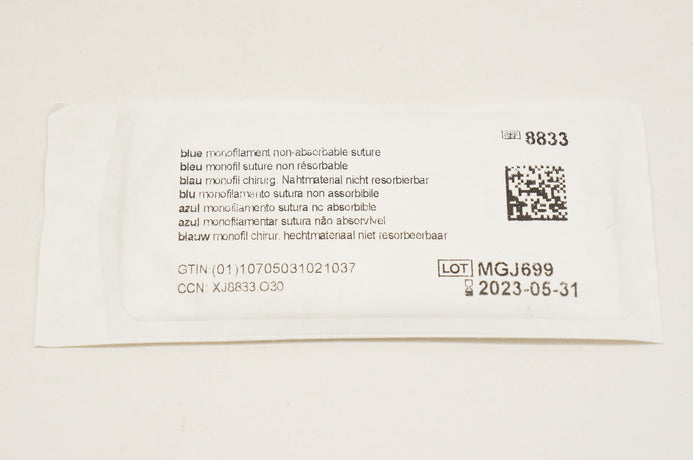 REF 8833
blue monofilament non-absorbable suture
bleu monofil suture non résorbable
blau monofil chirurg. Nahtmaterial nicht resorbierbar
blu monofilamento sutura non assorbibile
azul monofilamento sutura no absorbible
azul monofilamentar sutura não absorvível
blauw monofil chirur. hechtmateriaal niet resorbeerbaar
GTIN (01)10705031021037
CCN: XJ8833.O30
LOT MGJ699
2023-05-31